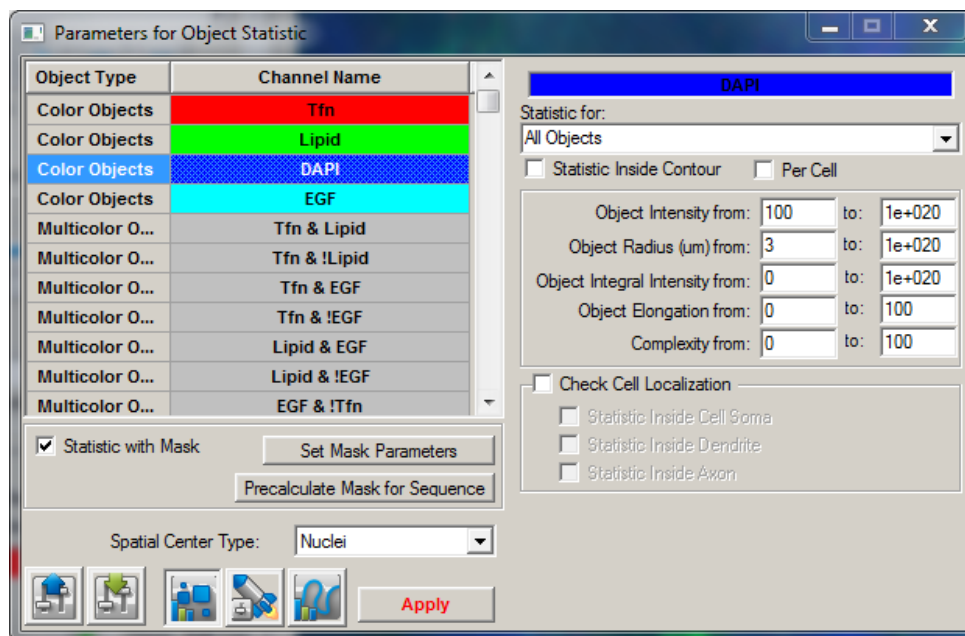 Parameters for Object Statistic
Object Type Channel Name
Color Objects Tfn
Color Objects Lipid
Color Objects DAPI
Color Objects EGF
Multicolor O... Tfn & Lipid
Multicolor O... Tfn & !Lipid
Multicolor O... Tfn & EGF
Multicolor O... Tfn & !EGF
Multicolor O... Lipid & EGF
Multicolor O... Lipid & !EGF
Multicolor O... EGF & !Tfn
Statistic with Mask Set Mask Parameters
Precalculate Mask for Sequence
Spatial Center Type: Nuclei
Apply
DAPI
Statistic for:
All Objects
Statistic Inside Contour Per Cell
Object Intensity from: 100 to: 1e+020
Object Radius (um) from: 3 to: 1e+020
Object Integral Intensity from: 0 to: 1e+020
Object Elongation from: 0 to: 100
Complexity from: 0 to: 100
Check Cell Localization
Statistic Inside Cell Soma
Statistic Inside Dendrite
Statistic Inside Axon